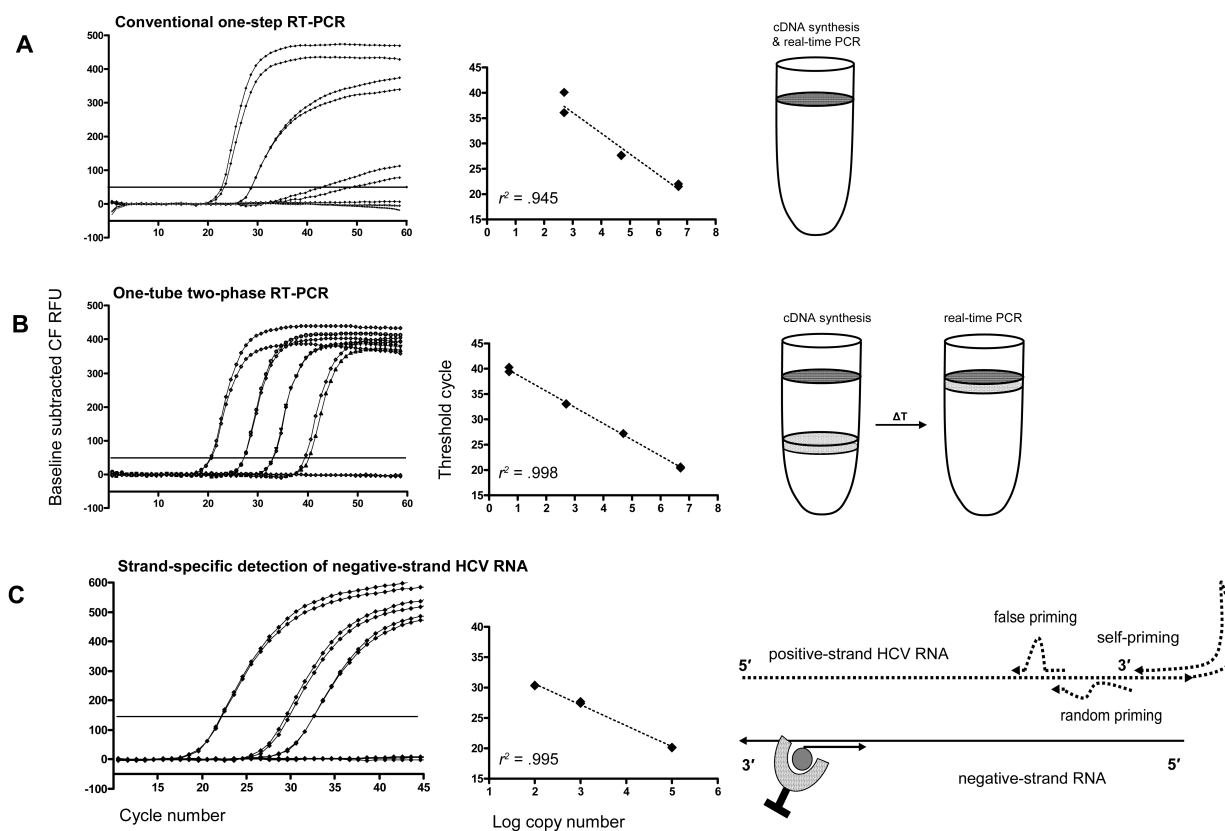 A
Conventional one-step RT-PCR
500
400
300
200
100
0
-100
10
20
30
40
50
60
45
40
35
30
25
20
15
r² = .945
0 1 2 3 4 5 6 7 8
cDNA synthesis
& real-time PCR
B
One-tube two-phase RT-PCR
Baseline subtracted CF RFU
500
400
300
200
100
0
-100
10
20
30
40
50
60
Threshold cycle
45
40
35
30
25
20
15
r² = .998
0 1 2 3 4 5 6 7 8
cDNA synthesis
real-time PCR
ΔT
C
Strand-specific detection of negative-strand HCV RNA
600
500
400
300
200
100
0
-100
10
15
20
25
30
35
40
45
Cycle number
40
35
30
25
20
15
r² = .995
1 2 3 4 5 6
Log copy number
false priming
self-priming
5′
positive-strand HCV RNA
3′
random priming
3′
5′
negative-strand RNA